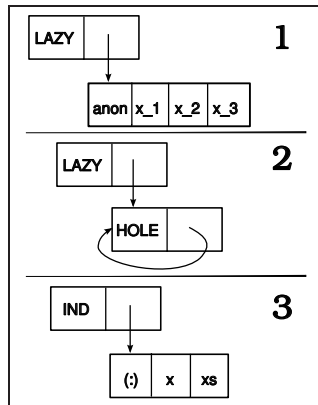 LAZY
1
anon x_1 x_2 x_3
LAZY
2
HOLE
IND
3
(:) x xs